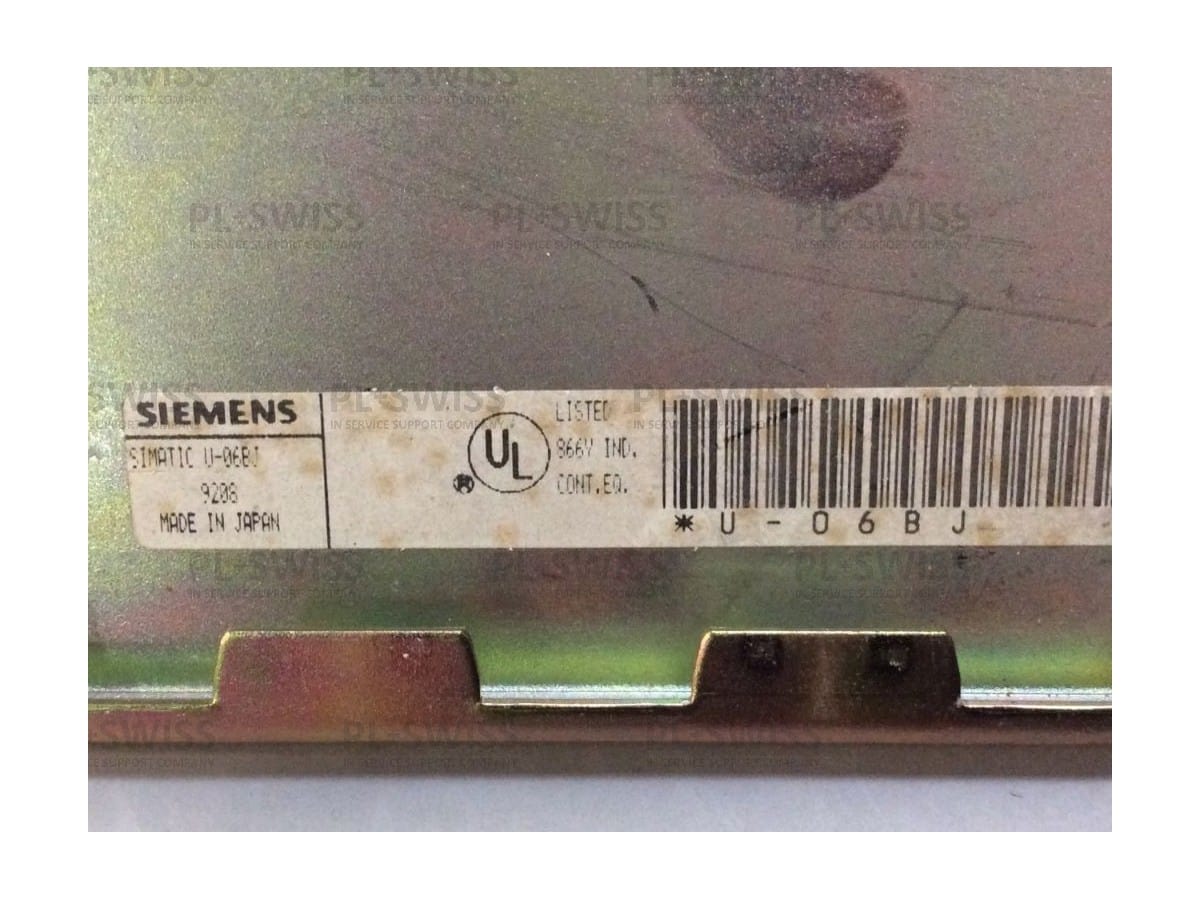 SIEMENS
SIMATIC U-06BJ
9208
MADE IN JAPAN
UL
®
LISTED
866Y IND.
CONT.EQ.
*U-06BJ
PL+SWISS
IN SERVICE SUPPORT COMPANY